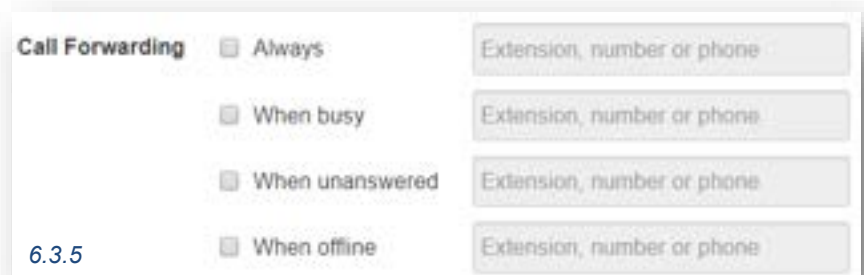 Call Forwarding Always Extension, number or phone
When busy Extension, number or phone
When unanswered Extension, number or phone
6.3.5 When offline Extension, number or phone